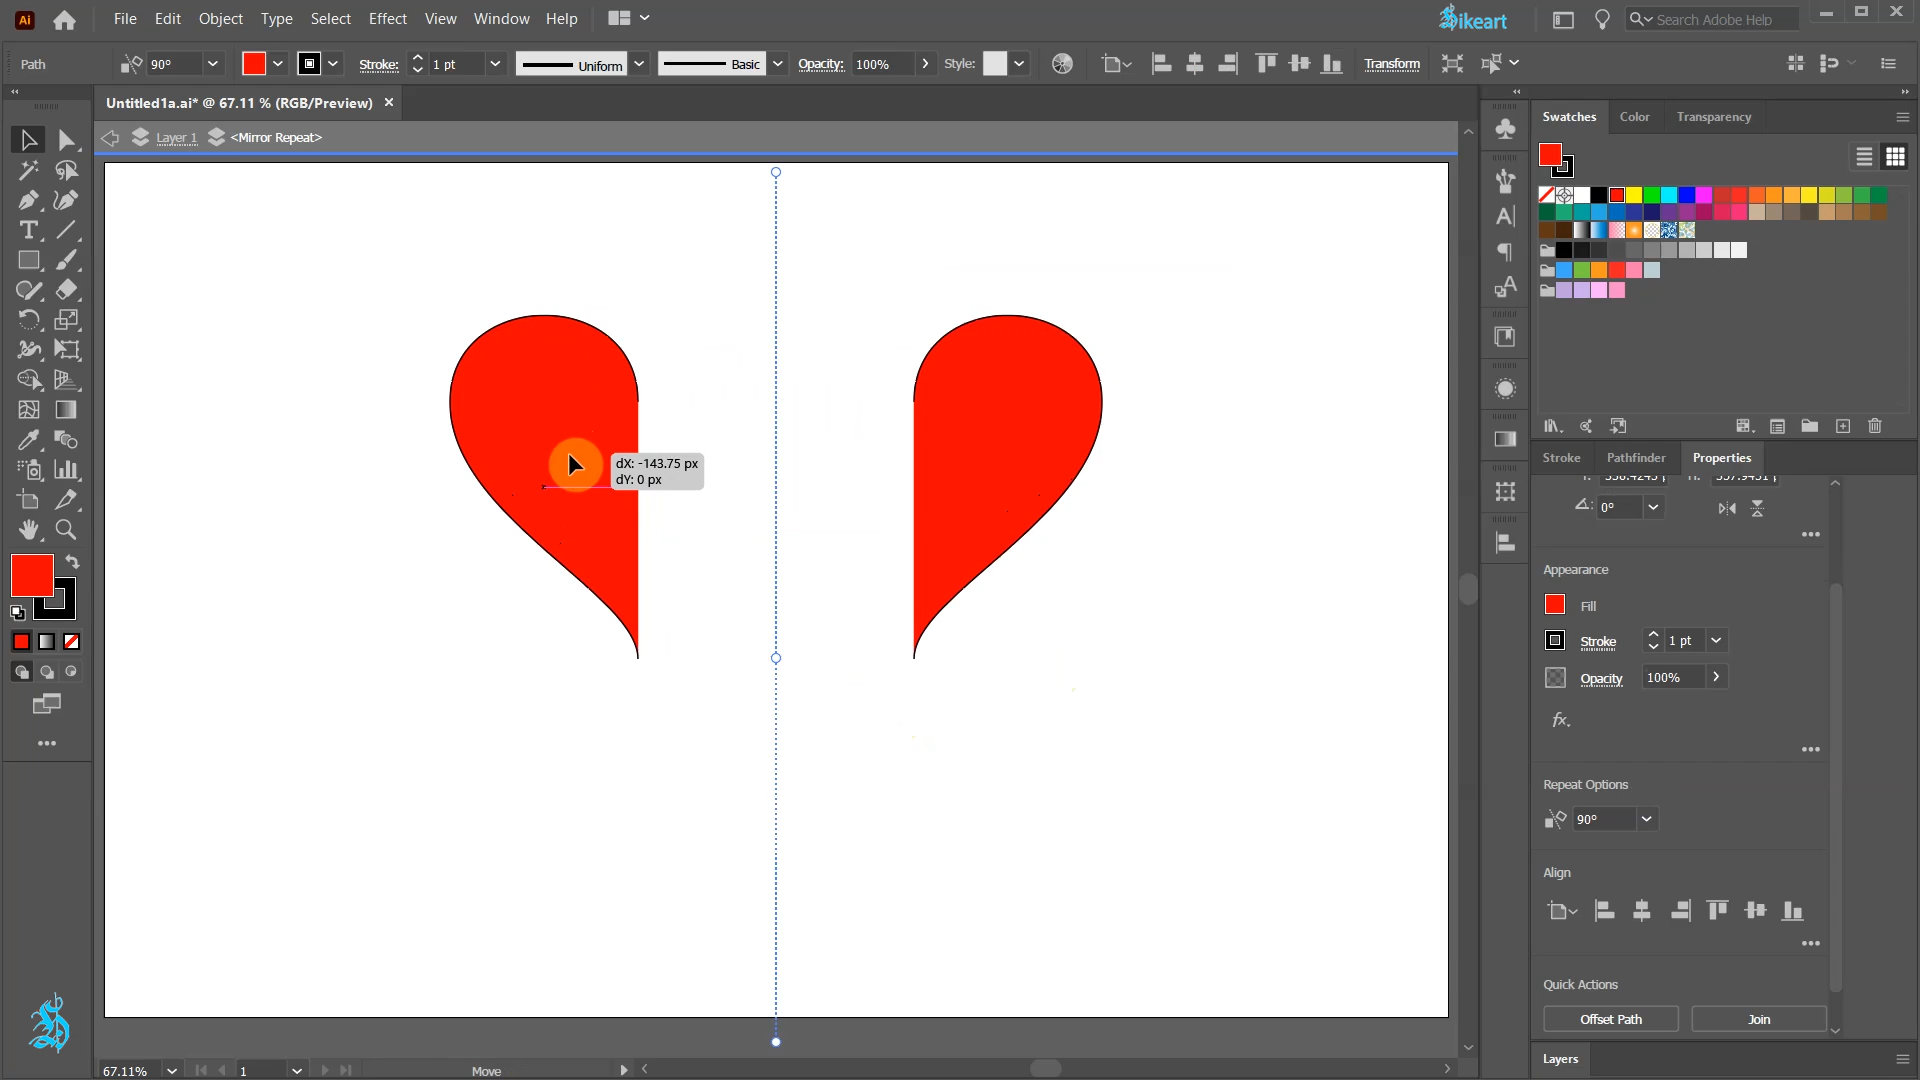 Ai File Edit Object Type Select Effect View Window Help
ikeart
Search Adobe Help
Path 90° Stroke: 1 pt Uniform Basic Opacity: 100% Style: Transform
Untitled1a.ai* @ 67.11 % (RGB/Preview) ×
Layer 1 <Mirror Repeat>
Swatches Color Transparency
dX: -143.75 px
dY: 0 px
Stroke Pathfinder Properties
0°
Appearance
Fill
Stroke 1 pt
Opacity 100%
fx.
Repeat Options
90°
Align
Quick Actions
Offset Path Join
Layers
67.11% 1 Move